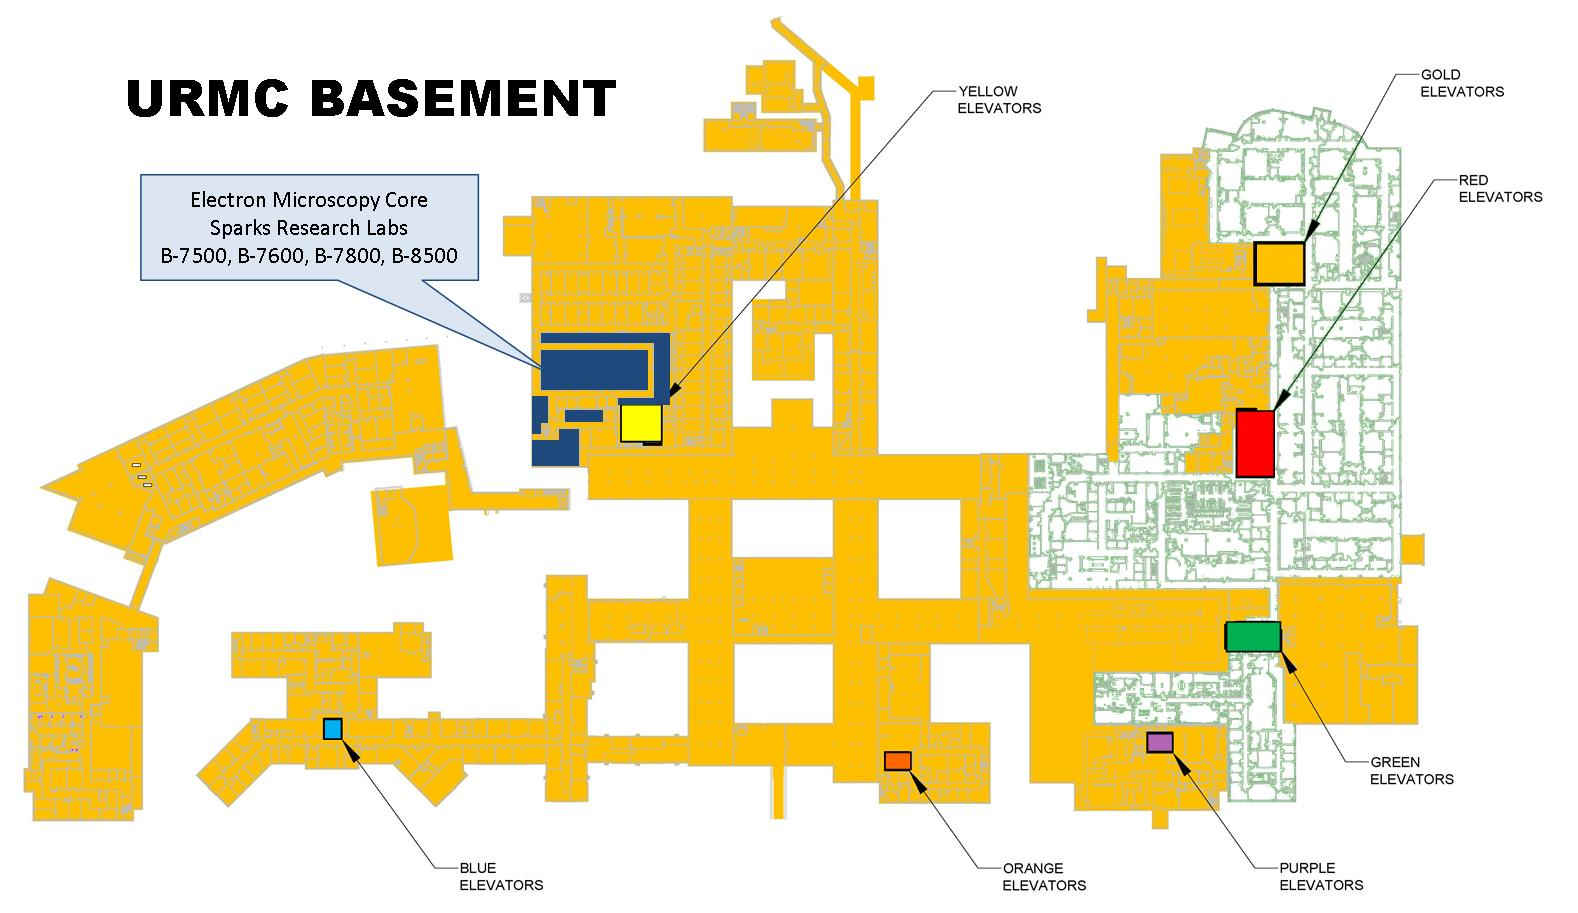 URMC BASEMENT
Electron Microscopy Core
Sparks Research Labs
B-7500, B-7600, B-7800, B-8500
YELLOW
ELEVATORS
GOLD
ELEVATORS
RED
ELEVATORS
GREEN
ELEVATORS
BLUE
ELEVATORS
ORANGE
ELEVATORS
PURPLE
ELEVATORS